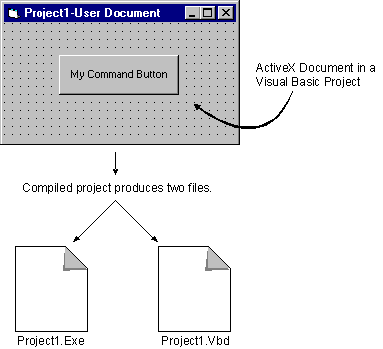 Project1-User Document
My Command Button
ActiveX Document in a
Visual Basic Project
Compiled project produces two files.
Project1.Exe
Project1.Vbd